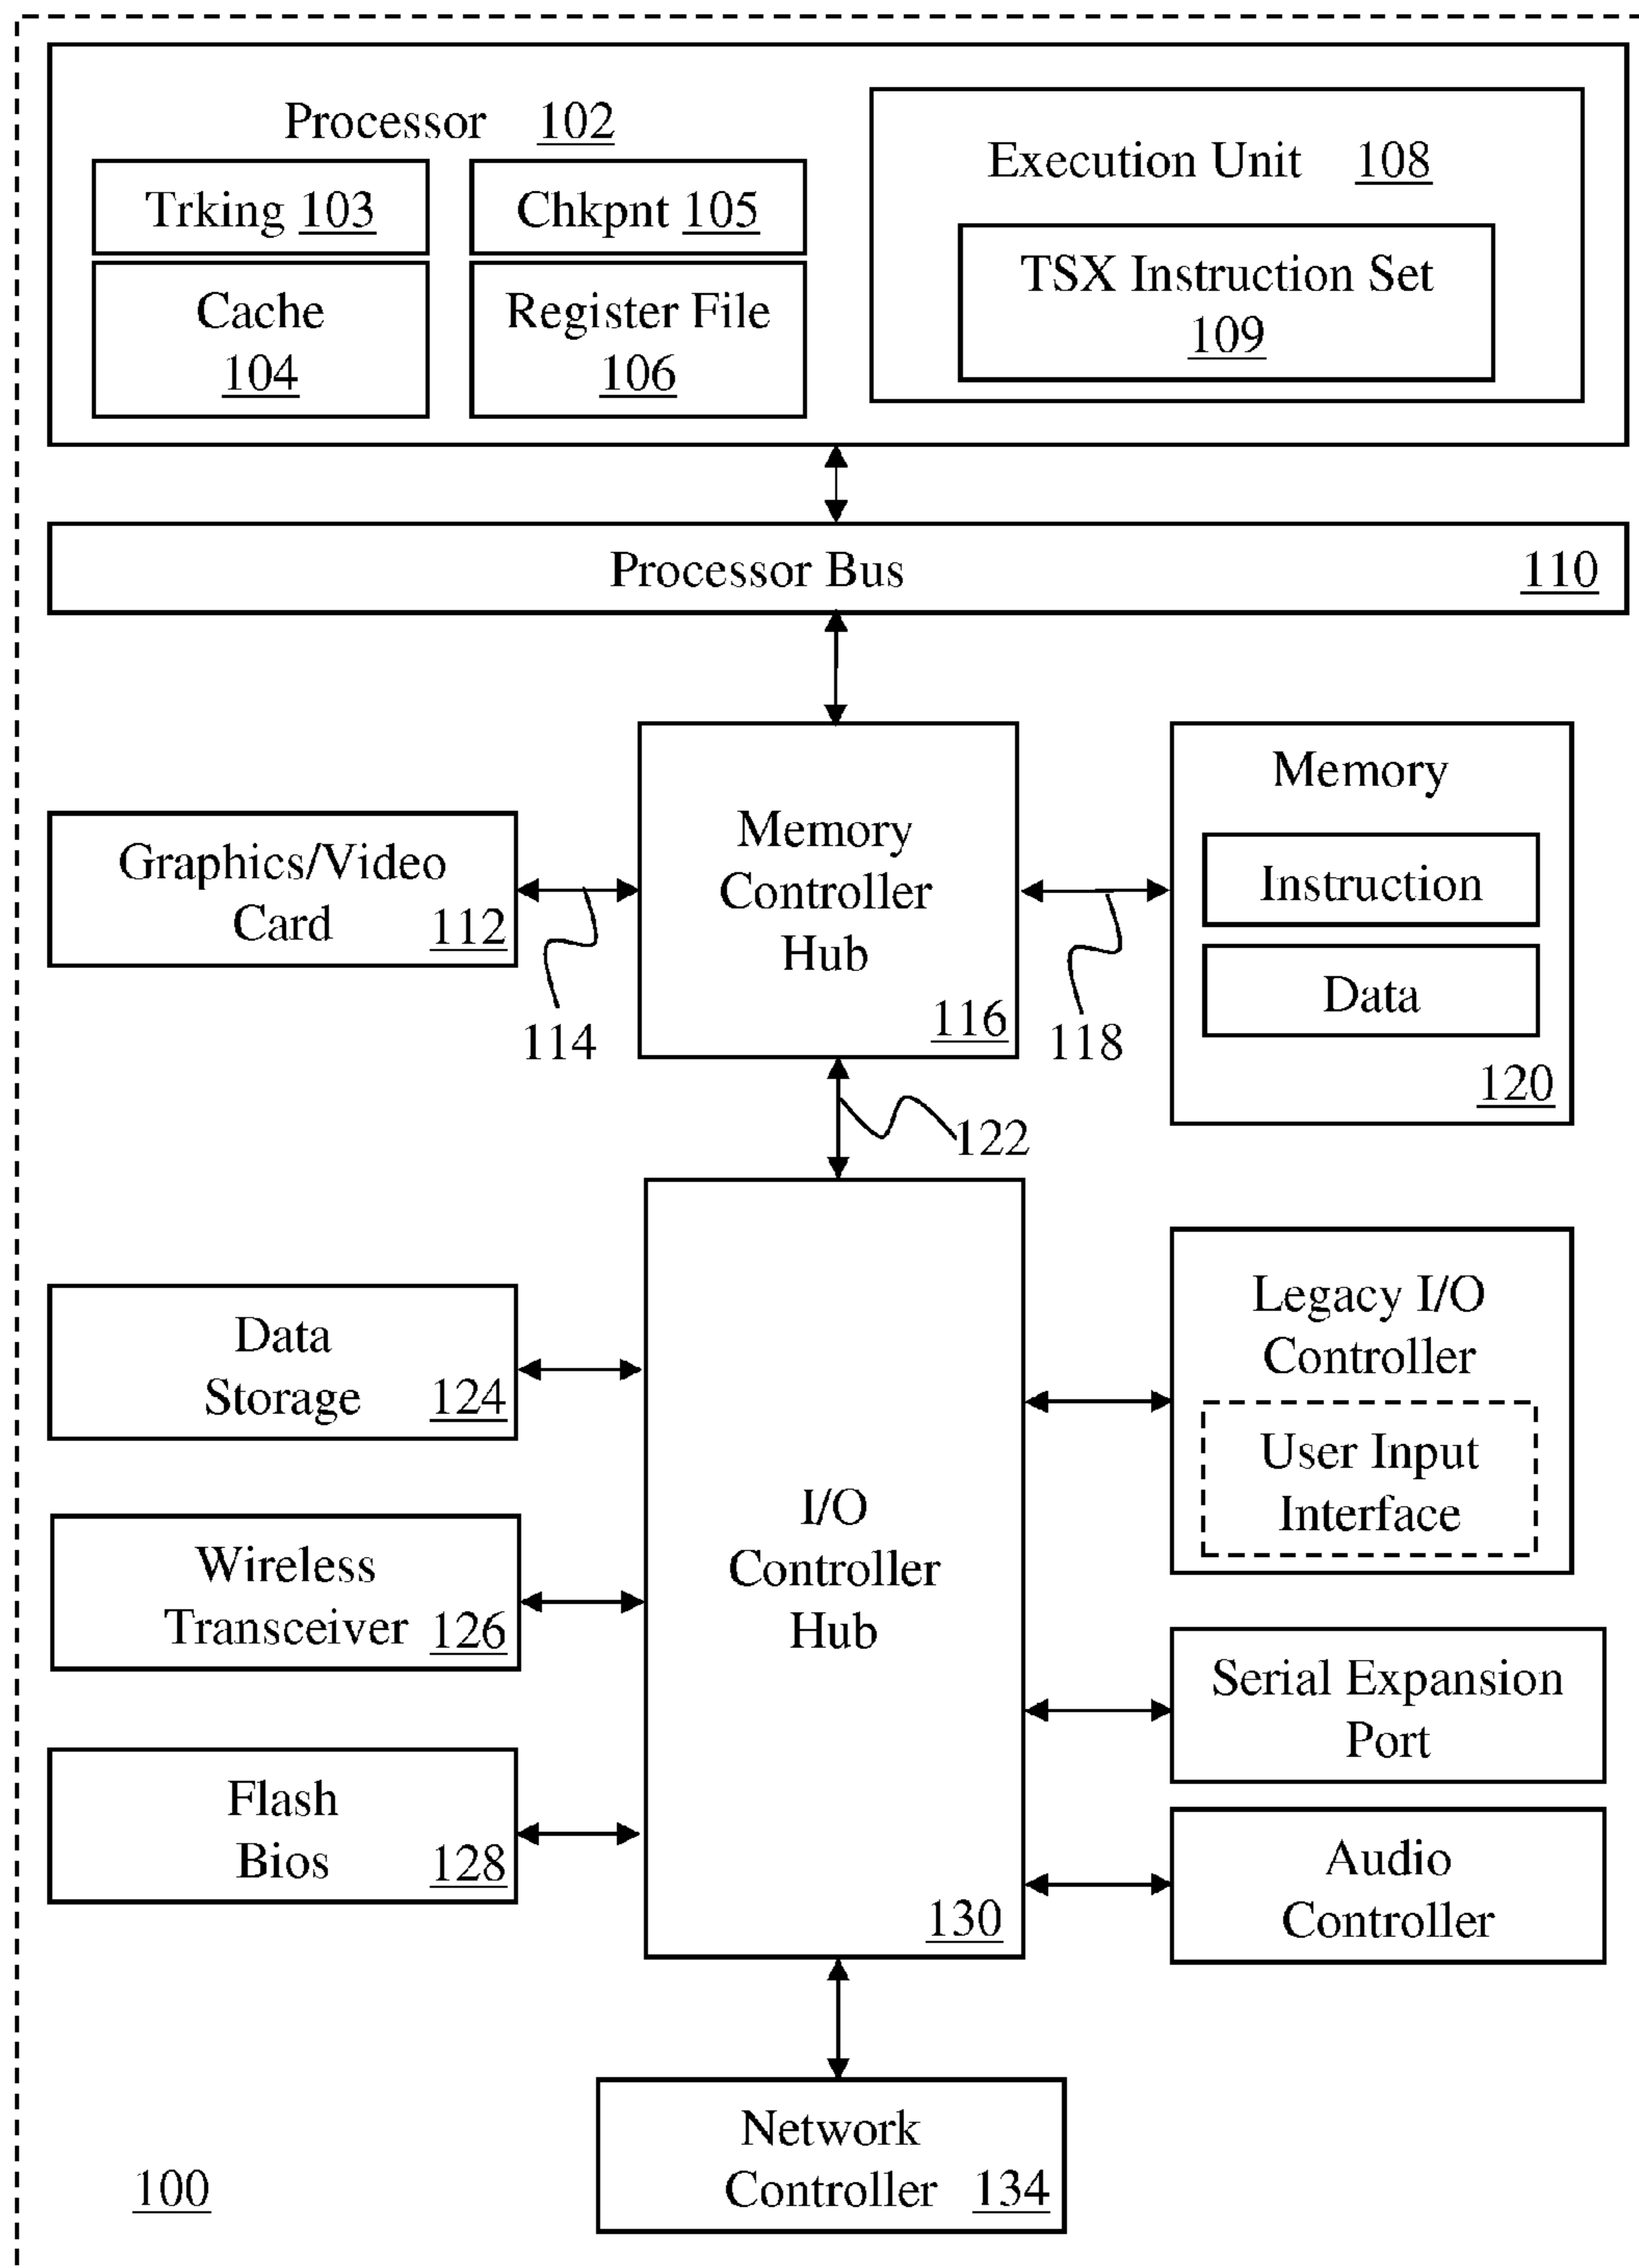 Processor 102
Trking 103
Chkpnt 105
Cache
104
Register File
106
Execution Unit 108
TSX Instruction Set
109
Processor Bus 110
Graphics/Video
Card 112
114
Memory
Controller
Hub
116
118
Memory
Instruction
Data
120
122
Data
Storage 124
Wireless
Transceiver 126
Flash
Bios 128
I/O
Controller
Hub
130
Legacy I/O
Controller
User Input
Interface
Serial Expansion
Port
Audio
Controller
Network
Controller 134
100